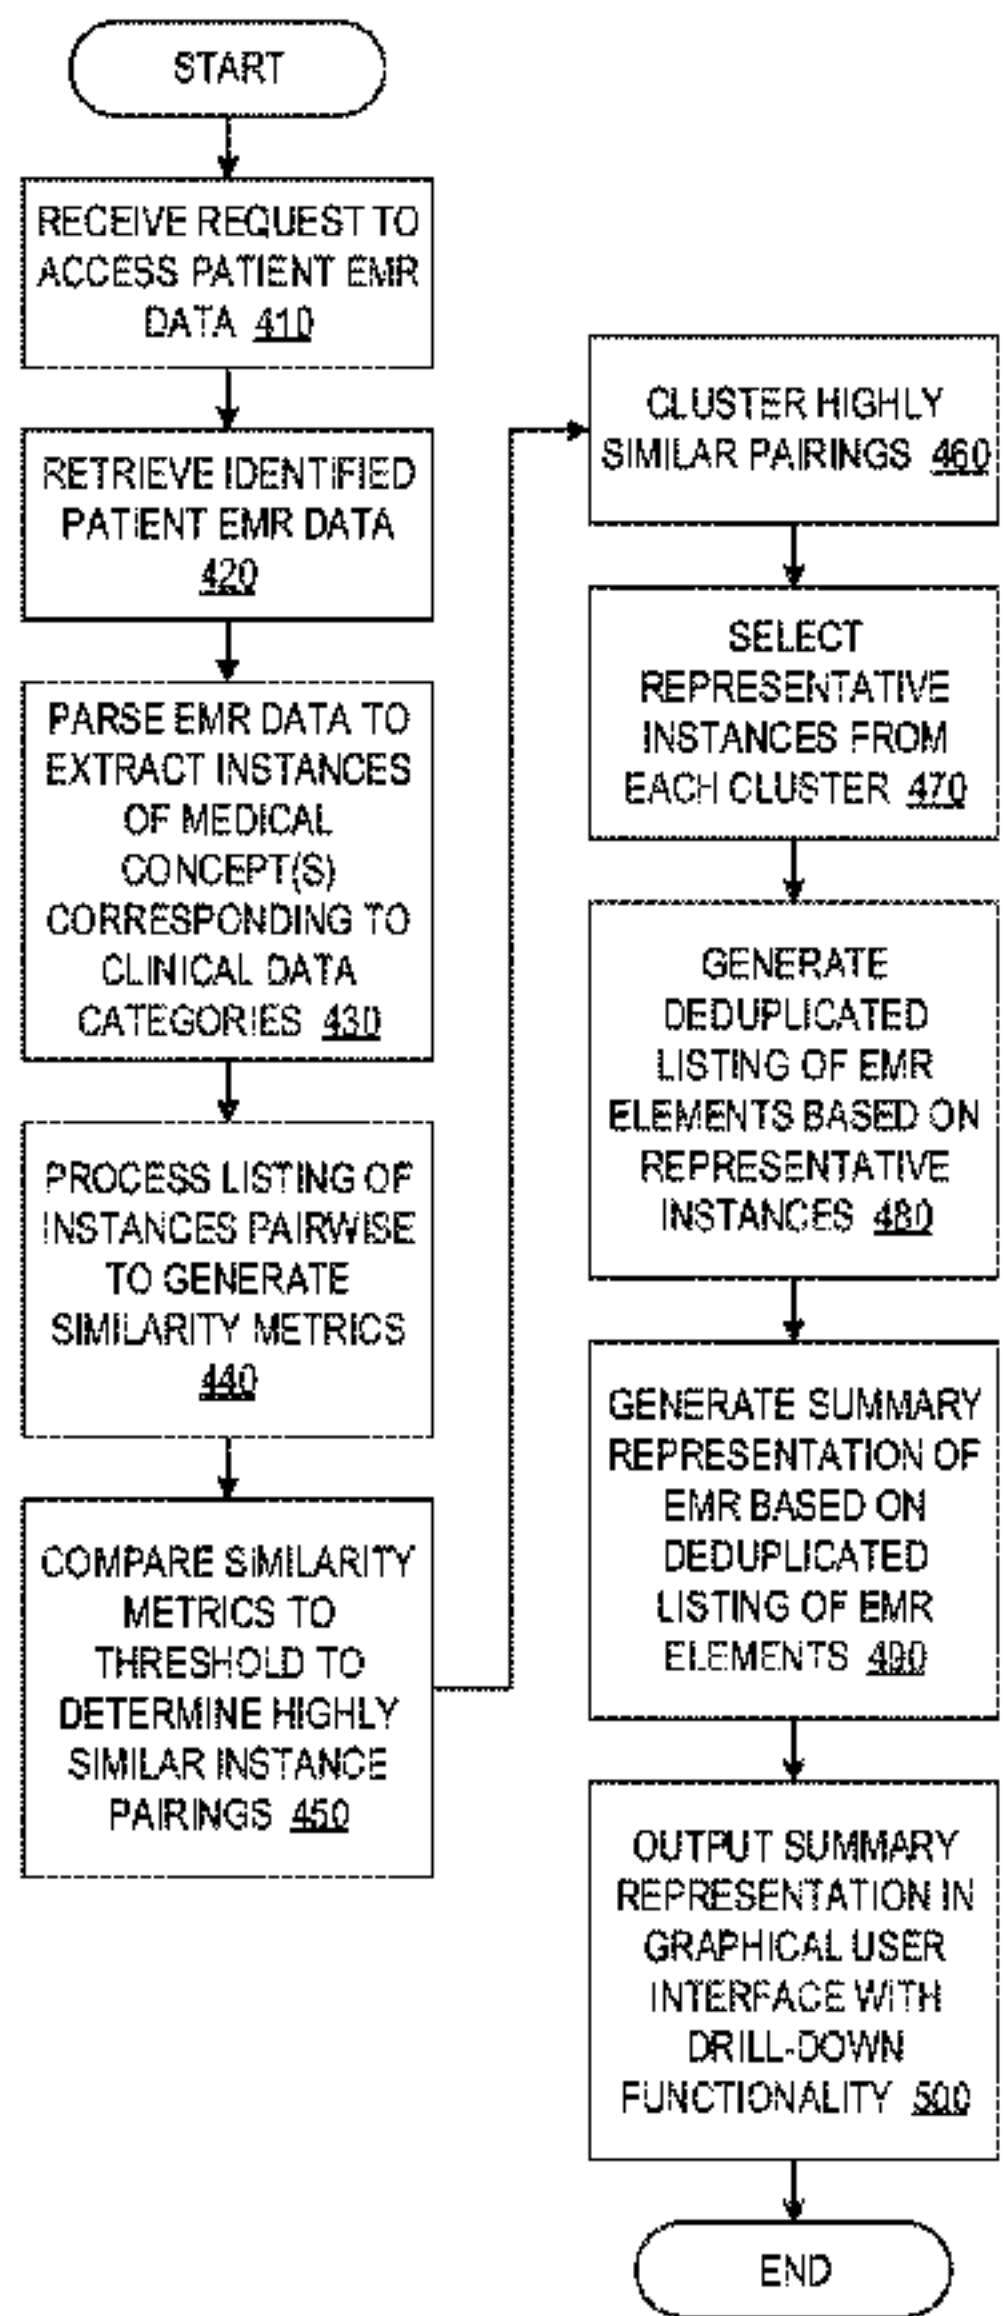 START
RECEIVE REQUEST TO
ACCESS PATIENT EMR
DATA 410
RETRIEVE IDENTIFIED
PATIENT EMR DATA
420
PARSE EMR DATA TO
EXTRACT INSTANCES
OF MEDICAL
CONCEPT(S)
CORRESPONDING TO
CLINICAL DATA
CATEGORIES 430
PROCESS LISTING OF
INSTANCES PAIRWISE
TO GENERATE
SIMILARITY METRICS
440
COMPARE SIMILARITY
METRICS TO
THRESHOLD TO
DETERMINE HIGHLY
SIMILAR INSTANCE
PAIRINGS 450
CLUSTER HIGHLY
SIMILAR PAIRINGS 460
SELECT
REPRESENTATIVE
INSTANCES FROM
EACH CLUSTER 470
GENERATE
DEDUPLICATED
LISTING OF EMR
ELEMENTS BASED ON
REPRESENTATIVE
INSTANCES 480
GENERATE SUMMARY
REPRESENTATION OF
EMR BASED ON
DEDUPLICATED
LISTING OF EMR
ELEMENTS 490
OUTPUT SUMMARY
REPRESENTATION IN
GRAPHICAL USER
INTERFACE WITH
DRILL-DOWN
FUNCTIONALITY 500
END